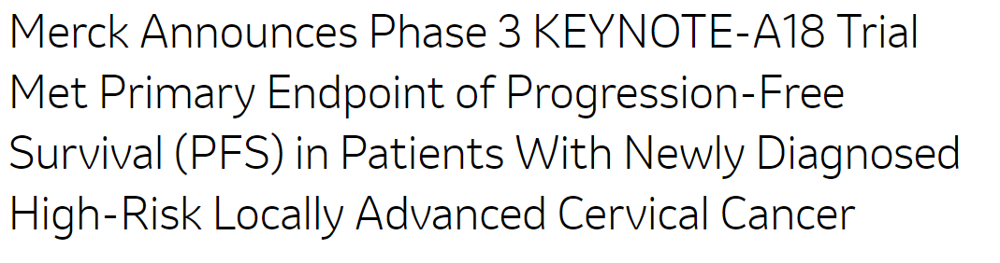 Merck Announces Phase 3 KEYNOTE-A18 Trial
Met Primary Endpoint of Progression-Free
Survival (PFS) in Patients With Newly Diagnosed
High-Risk Locally Advanced Cervical Cancer